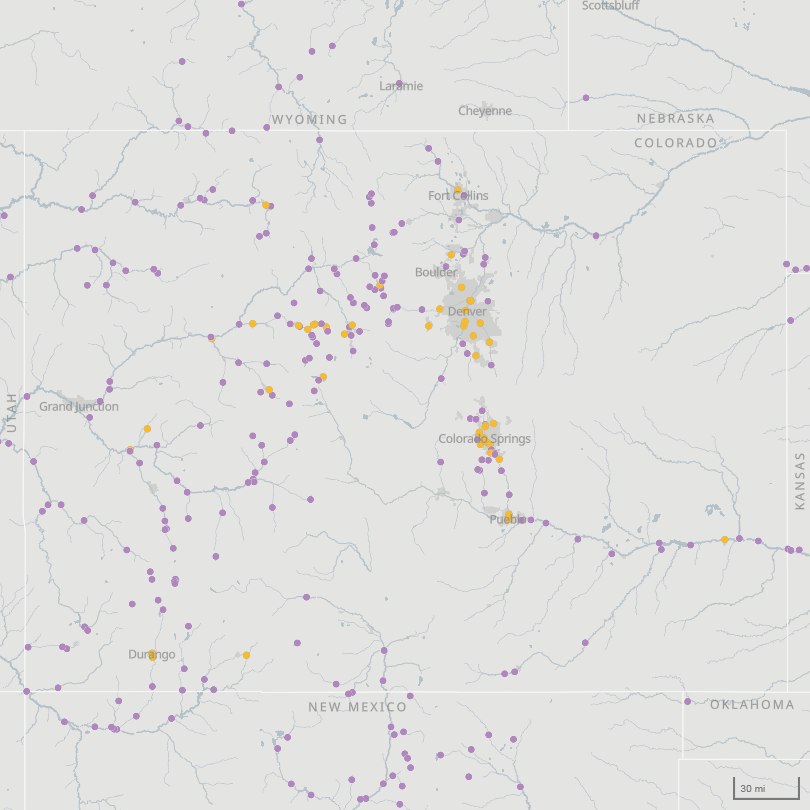 Scottsbluff
Laramie
Cheyenne
WYOMING
NEBRASKA
COLORADO
Fort Collins
Boulder
Denver
UTAH
Grand Junction
Colorado Springs
KANSAS
Pueblo
Durango
NEW MEXICO
OKLAHOMA
30 mi